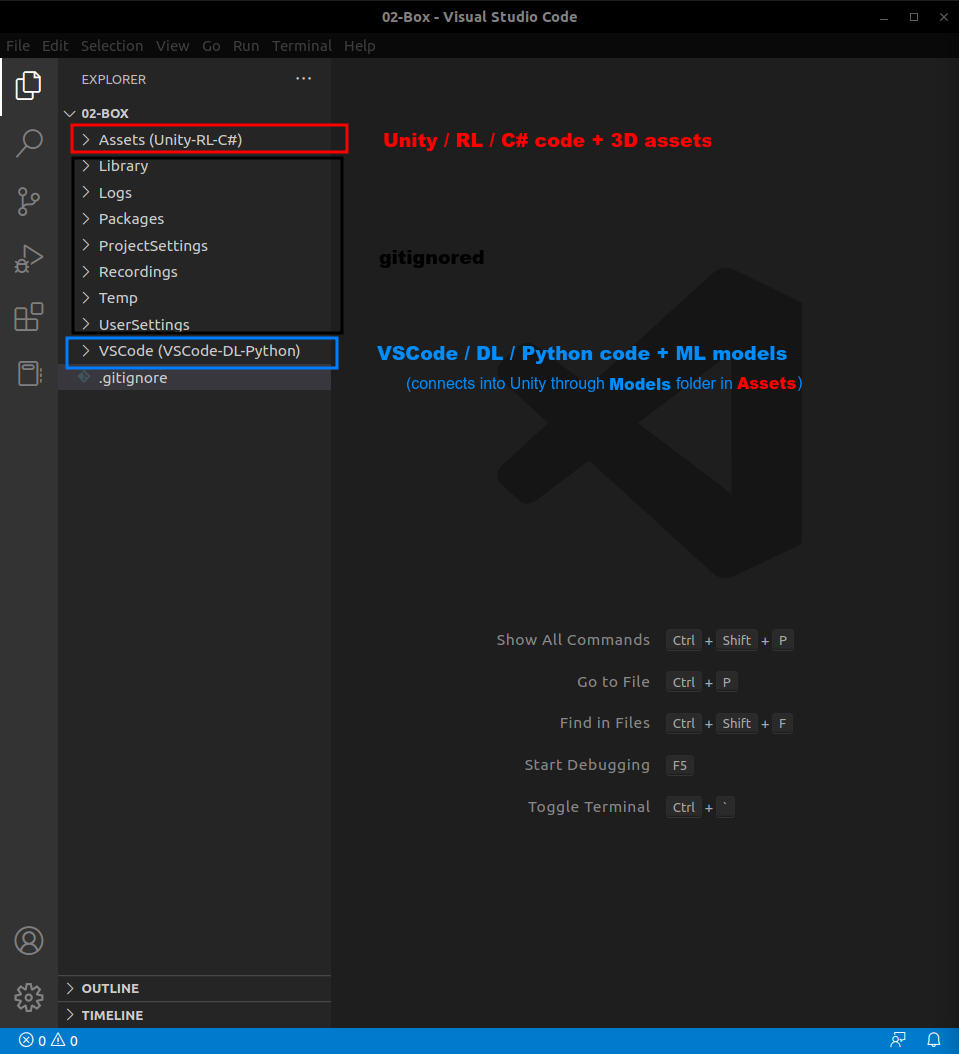 02-Box - Visual Studio Code
File Edit Selection View Go Run Terminal Help
EXPLORER
02-BOX
Assets (Unity-RL-C#)
Unity / RL / C# code + 3D assets
Library
Logs
Packages
ProjectSettings
gitignored
Recordings
Temp
UserSettings
VSCode (VSCode-DL-Python)
VSCode / DL / Python code + ML models
.gitignore
(connects into Unity through Models folder in Assets)
Show All Commands Ctrl + Shift + P
Go to File Ctrl + P
Find in Files Ctrl + Shift + F
Start Debugging F5
Toggle Terminal Ctrl + `
OUTLINE
TIMELINE
0 0